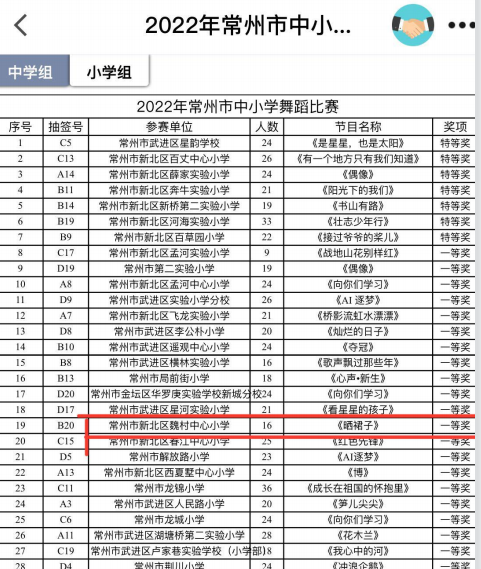 2022年常州市中小...
中学组 小学组
2022年常州市中小学舞蹈比赛
序号 抽签号 参赛单位 人数 节目名称 奖项
1 C5 常州市武进区星韵学校 24 《是星星，也是太阳》 特等奖
2 C13 常州市新北区百丈中心小学 26 《有一个地方只有我们知道》 特等奖
3 A14 常州市新北区薛家实验小学 24 《偶像》 特等奖
4 B11 常州市新北区奔牛实验小学 21 《阳光下的我们》 特等奖
5 B14 常州市新北区新桥第二实验小学 19 《书山有路》 特等奖
6 B19 常州市新北区河海实验小学 33 《壮志少年行》 特等奖
7 B9 常州市新北区百草园小学 22 《接过爷爷的桨儿》 特等奖
8 C17 常州市新北区孟河实验小学 9 《战地山花别样红》 一等奖
9 D19 常州市第二实验小学 19 《偶像》 一等奖
10 A8 常州市新北区孟河中心小学 24 《向你们学习》 一等奖
11 D9 常州市武进区实验小学分校 26 《AI 逐梦》 一等奖
12 A7 常州市新北区飞龙实验小学 21 《桥影流虹水漂漂》 一等奖
13 D8 常州市武进区李公朴小学 20 《灿烂的日子》 一等奖
14 B10 常州市武进区遥观中心小学 24 《夺冠》 一等奖
15 B8 常州市武进区横林实验小学 16 《歌声飘过那些年》 一等奖
16 B13 常州市局前街小学 18 《心声•新生》 一等奖
17 D20 常州市金坛区华罗庚实验学校新城分校 24 《向你们学习》 一等奖
18 D17 常州市武进区星河实验小学 21 《看星星的孩子》 一等奖
19 B20 常州市新北区魏村中心小学 16 《晒裙子》 一等奖
20 C15 常州市新北区春江中心小学 25 《红色先锋》 一等奖
21 D5 常州市解放路小学 23 《AI逐梦》 一等奖
22 A13 常州市新北区西夏墅中心小学 24 《博》 一等奖
23 C11 常州市龙锦小学 36 《成长在祖国的怀抱里》 一等奖
24 A3 常州市武进区人民路小学 20 《笋儿尖尖》 一等奖
25 C6 常州市龙城小学 24 《向你们学习》 一等奖
26 A11 常州市武进区湖塘桥第二实验小学 28 《花木兰》 一等奖
27 C19 常州市武进区卢家巷实验学校（小学部） 8 《我心中的河》 一等奖
28 D4 常州市荆川小学 24 《冲浪企鹅》 一等奖